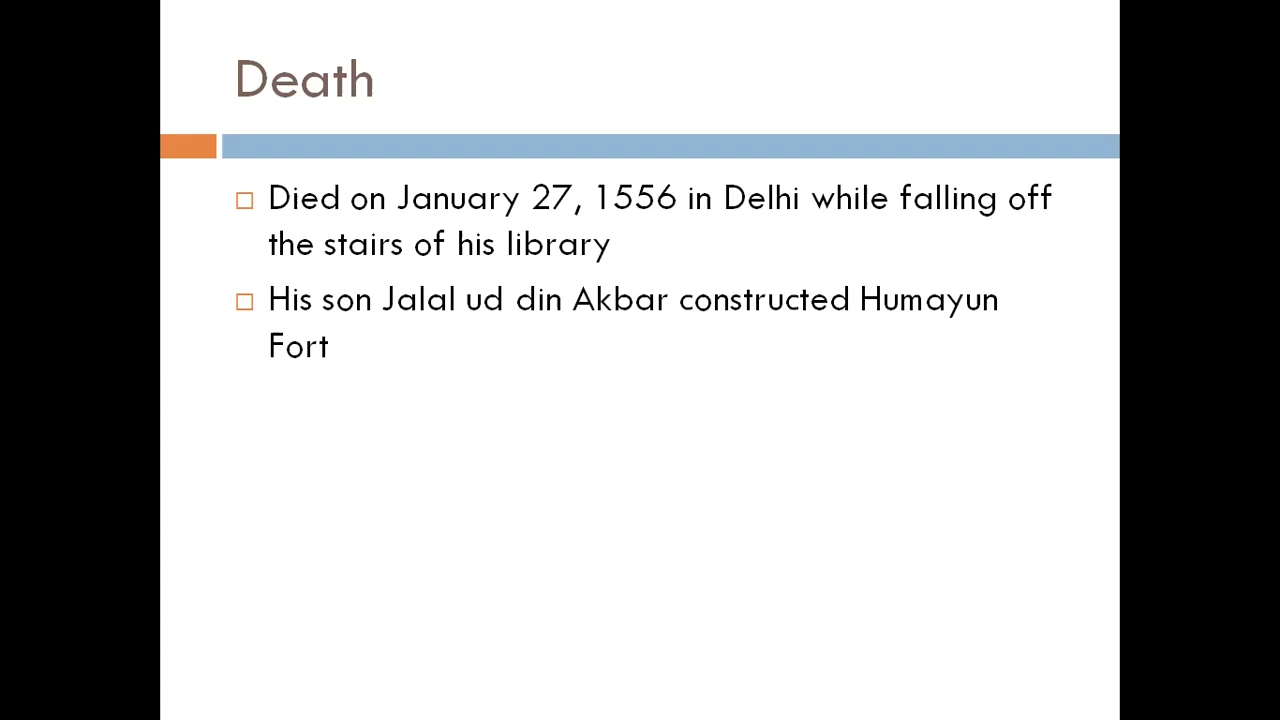 Death
Died on January 27, 1556 in Delhi while falling off
the stairs of his library
His son Jalal ud din Akbar constructed Humayun
Fort